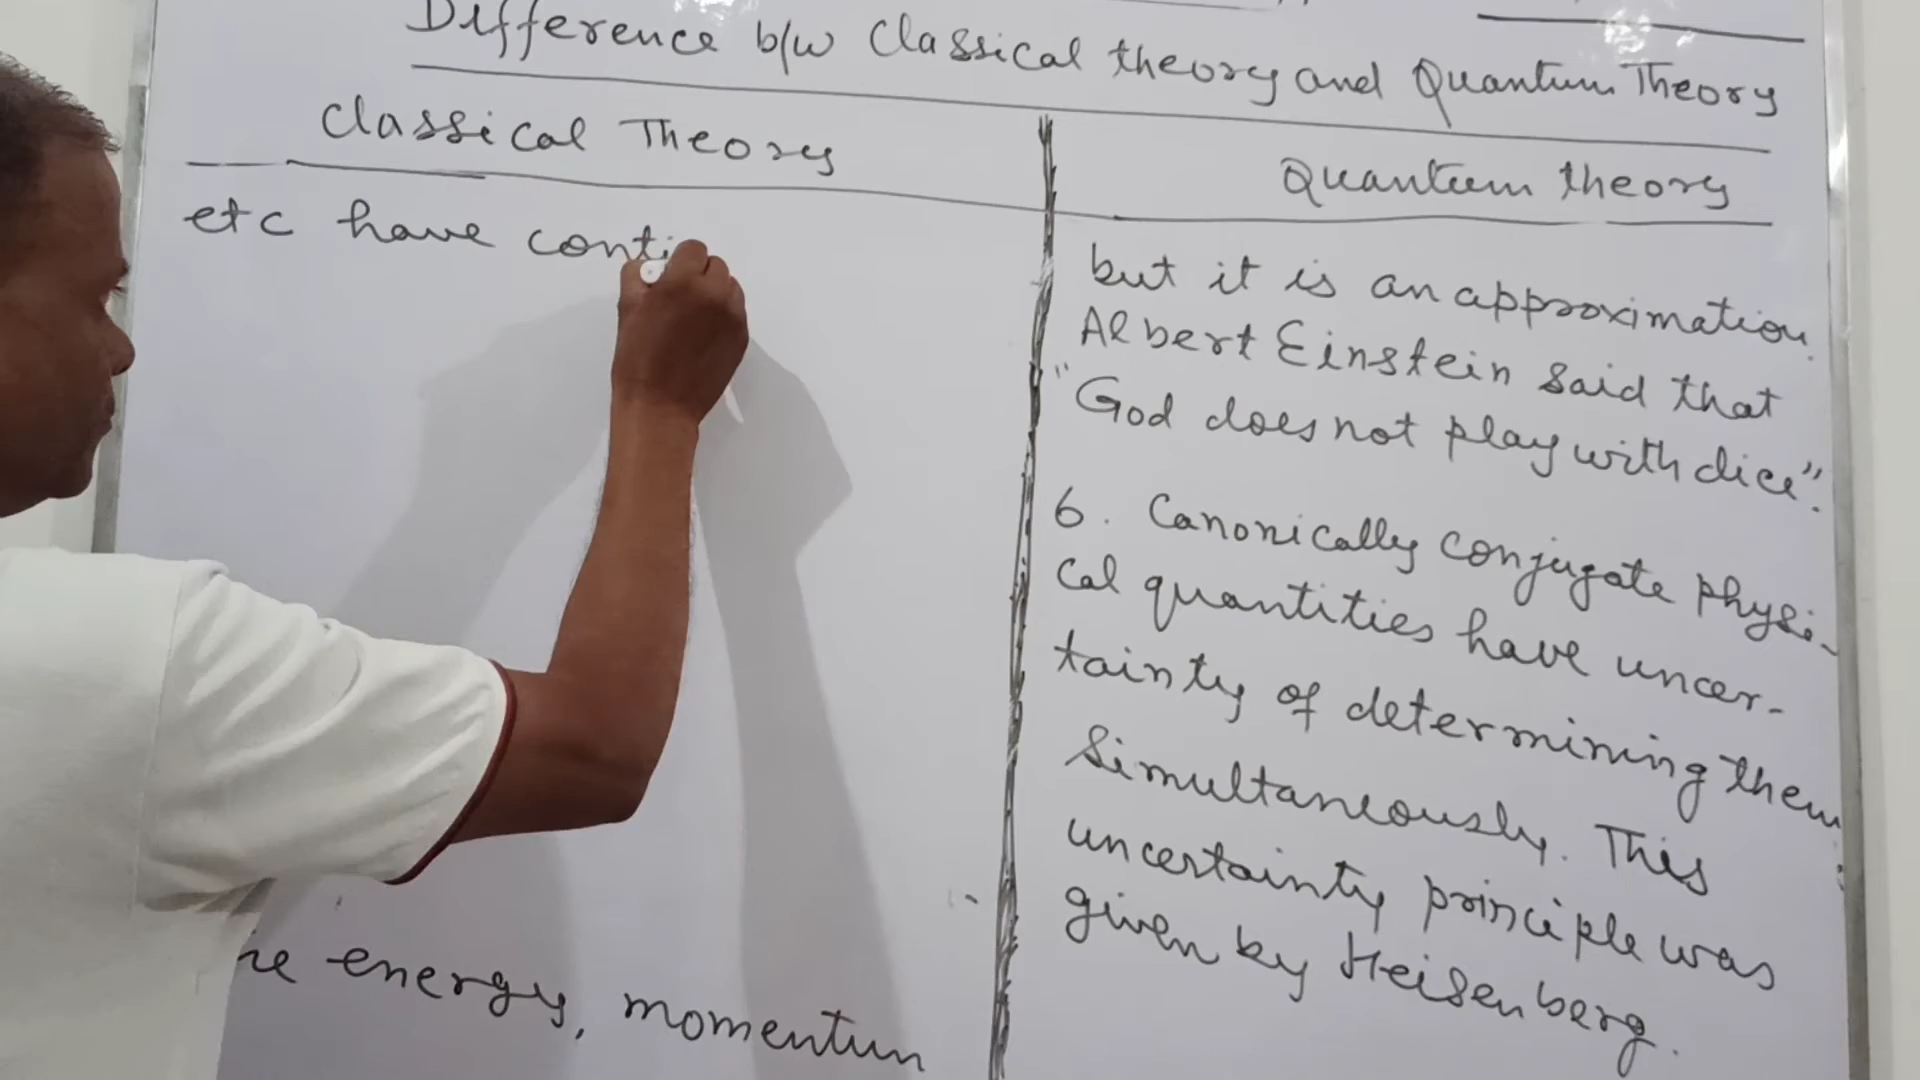 Difference b/w Classical theory and Quantum Theory
Classical Theory
etc have conti
energy, momentum
Quantum theory
but it is an approximation.
Albert Einstein said that
"God does not play with dice".
6. Canonically conjugate physi-
cal quantities have uncer-
tainty of determining them
simultaneously. This
uncertainty principle was
given by Heisenberg.